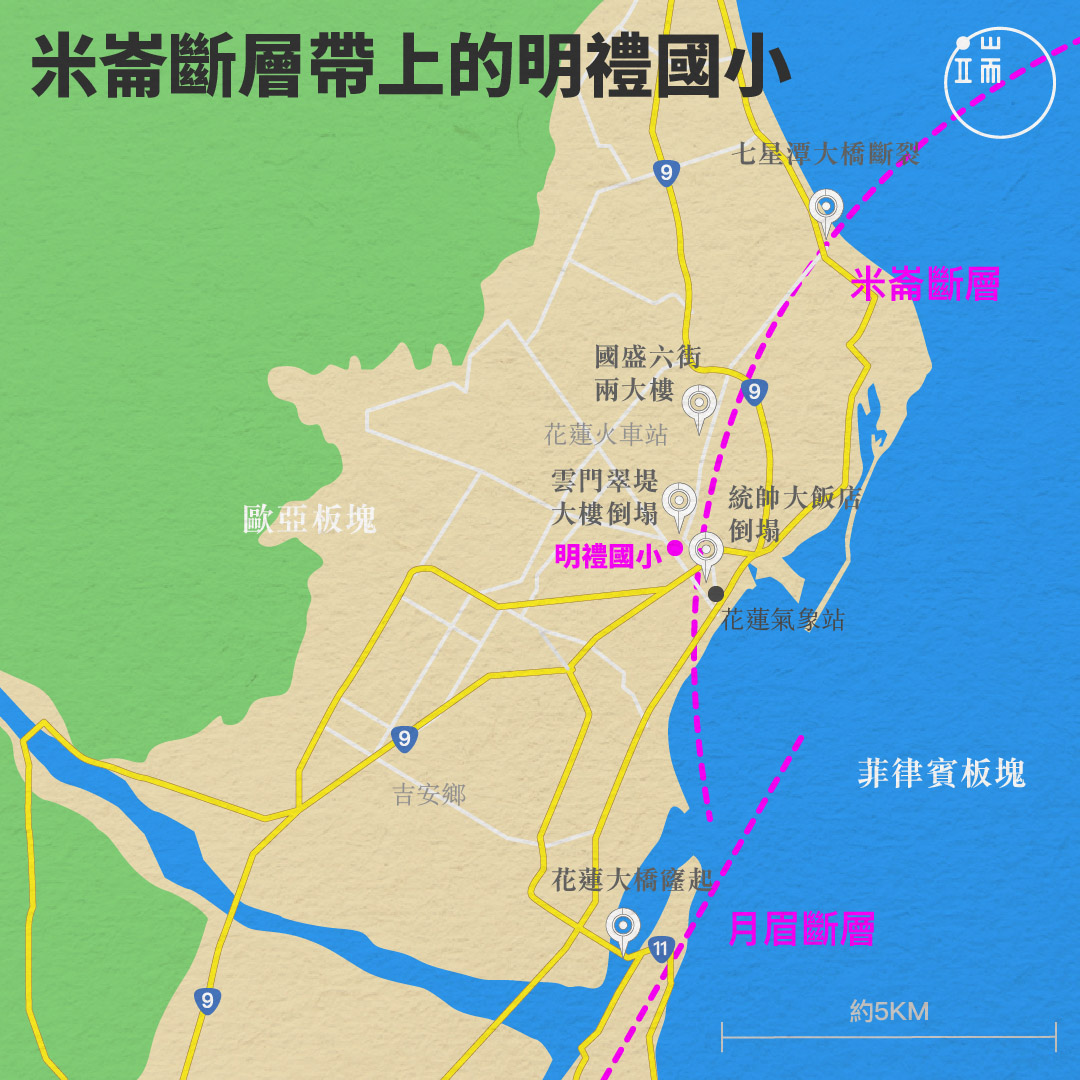 米崙斷層帶上的明禮國小
端
七星潭大橋斷裂
9
米崙斷層
國盛六街
兩大樓
9
花蓮火車站
雲門翠堤
大樓倒塌
統帥大飯店
倒塌
歐亞板塊
明禮國小
花蓮氣象站
9
菲律賓板塊
吉安鄉
花蓮大橋窿起
月眉斷層
11
9
約5KM